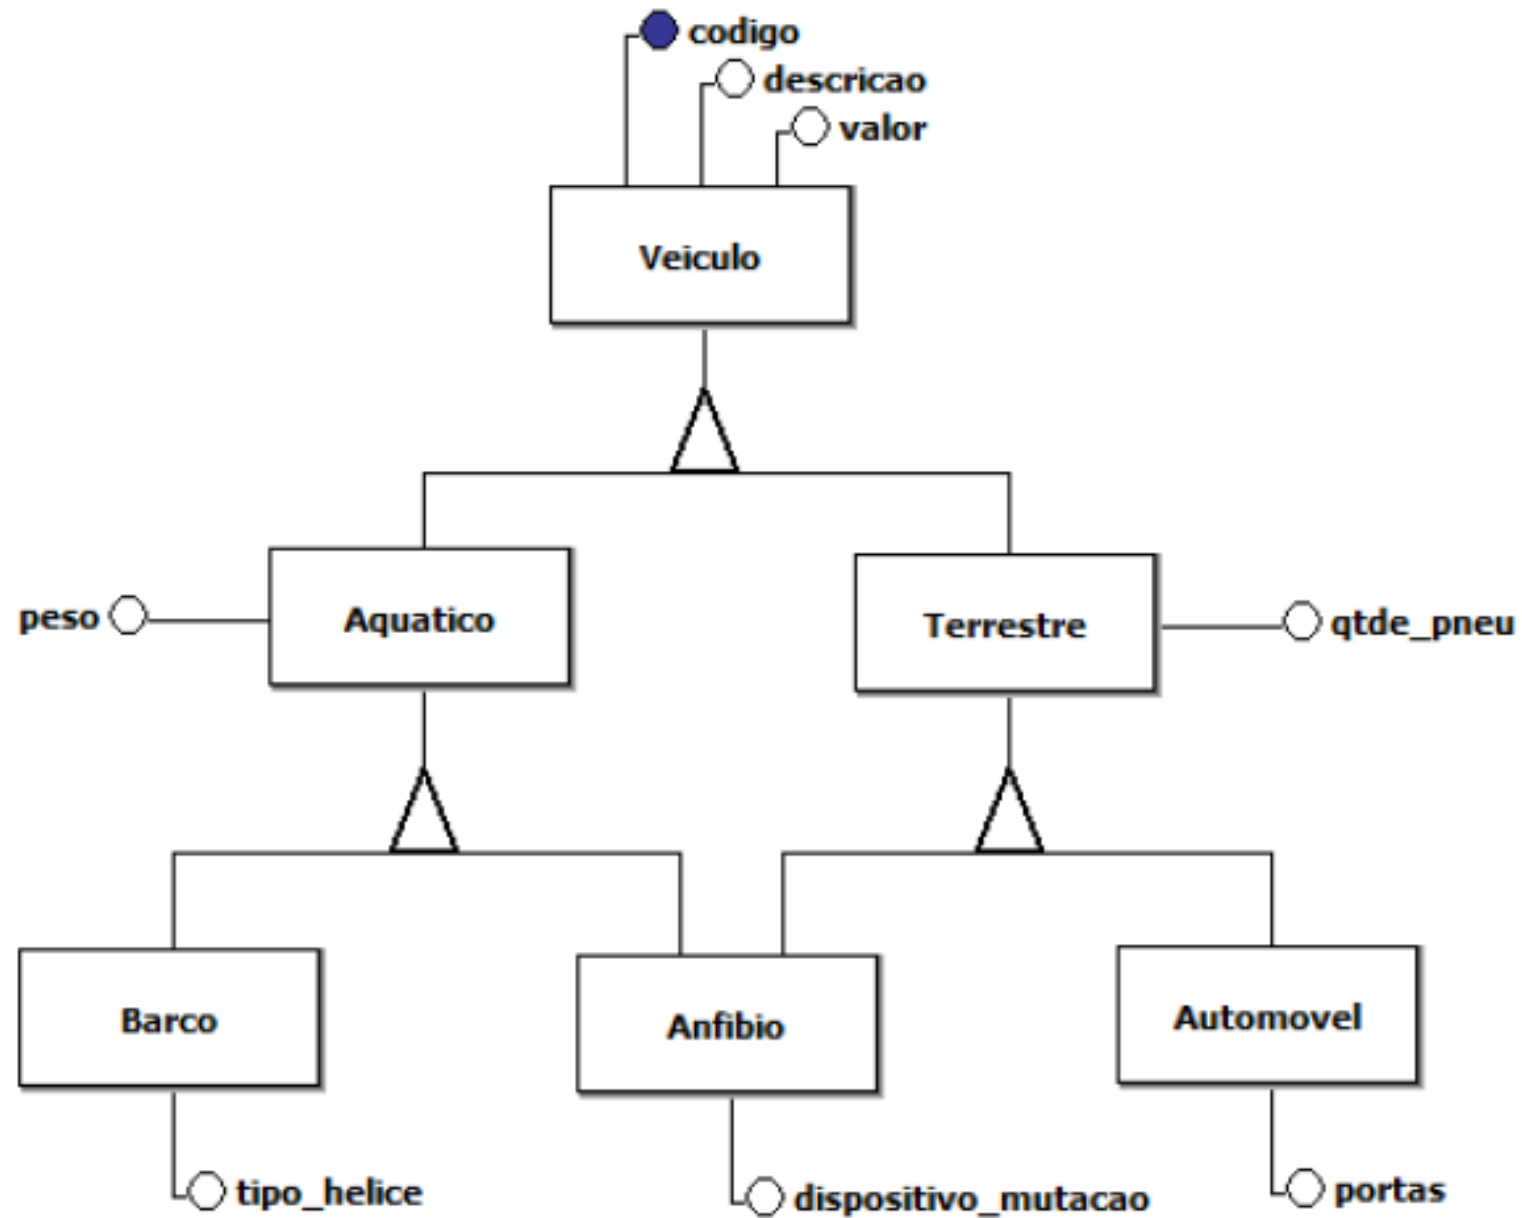 codigo
descricao
valor
Veiculo
peso
Aquatico
Terrestre
qtde_pneu
Barco
Anfibio
Automovel
tipo_helice
dispositivo_mutacao
portas